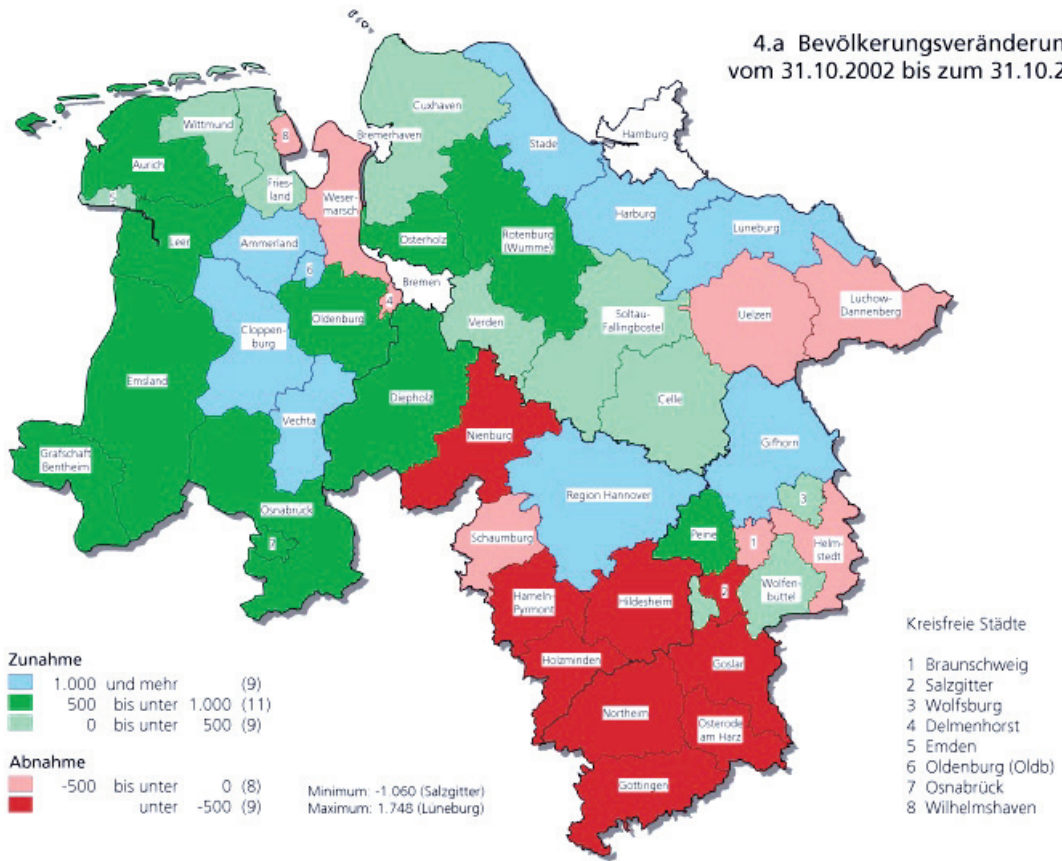 4.a Bevölkerungsveränderun
vom 31.10.2002 bis zum 31.10.2
Cuxhaven
Wittmund
8
Bremerhaven
Hamburg
Stade
Aurich
5
Fries-
land
Weser-
marsch
Harburg
Lüneburg
Leer
Ammerland
Osterholz
Rotenburg
(Wümme)
6
Bremen
4
Oldenburg
Verden
Soltau-
Fallingbostel
Uelzen
Lüchow-
Dannenberg
Cloppen-
burg
Emsland
Diepholz
Celle
Vechta
Nienburg
Gifhorn
Grafschaft
Bentheim
Region Hannover
3
Osnabrück
7
Schaumburg
Peine
1
Helm-
stedt
Hameln-
Pyrmont
Hildesheim
2
Wolfen-
büttel
Holzminden
Goslar
Northeim
Osterode
am Harz
Göttingen
Zunahme
1.000 und mehr (9)
500 bis unter 1.000 (11)
0 bis unter 500 (9)
Abnahme
-500 bis unter 0 (8)
unter -500 (9)
Minimum: -1.060 (Salzgitter)
Maximum: 1.748 (Lüneburg)
Kreisfreie Städte
1 Braunschweig
2 Salzgitter
3 Wolfsburg
4 Delmenhorst
5 Emden
6 Oldenburg (Oldb)
7 Osnabrück
8 Wilhelmshaven